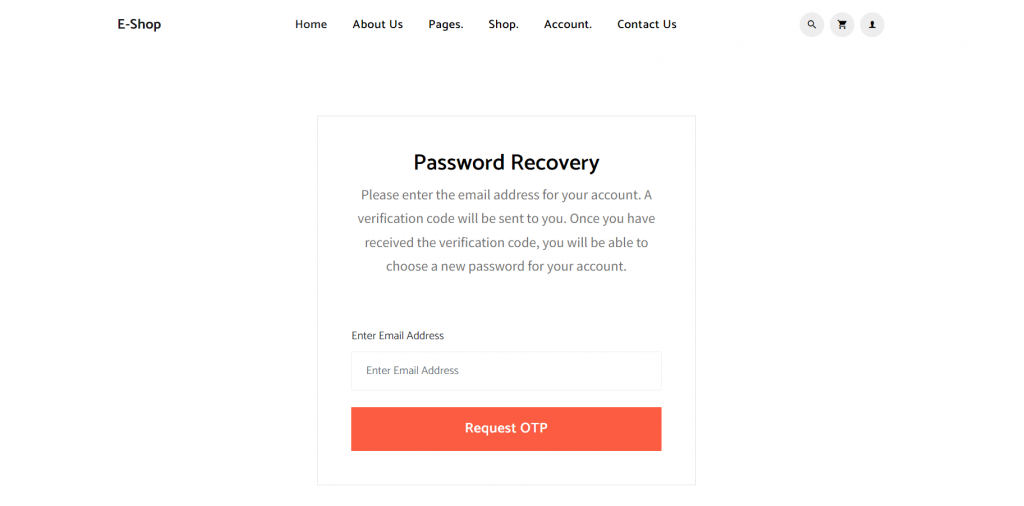 E-Shop Home About Us Pages. Shop. Account. Contact Us
Password Recovery
Please enter the email address for your account. A
verification code will be sent to you. Once you have
received the verification code, you will be able to
choose a new password for your account.
Enter Email Address
Enter Email Address
Request OTP